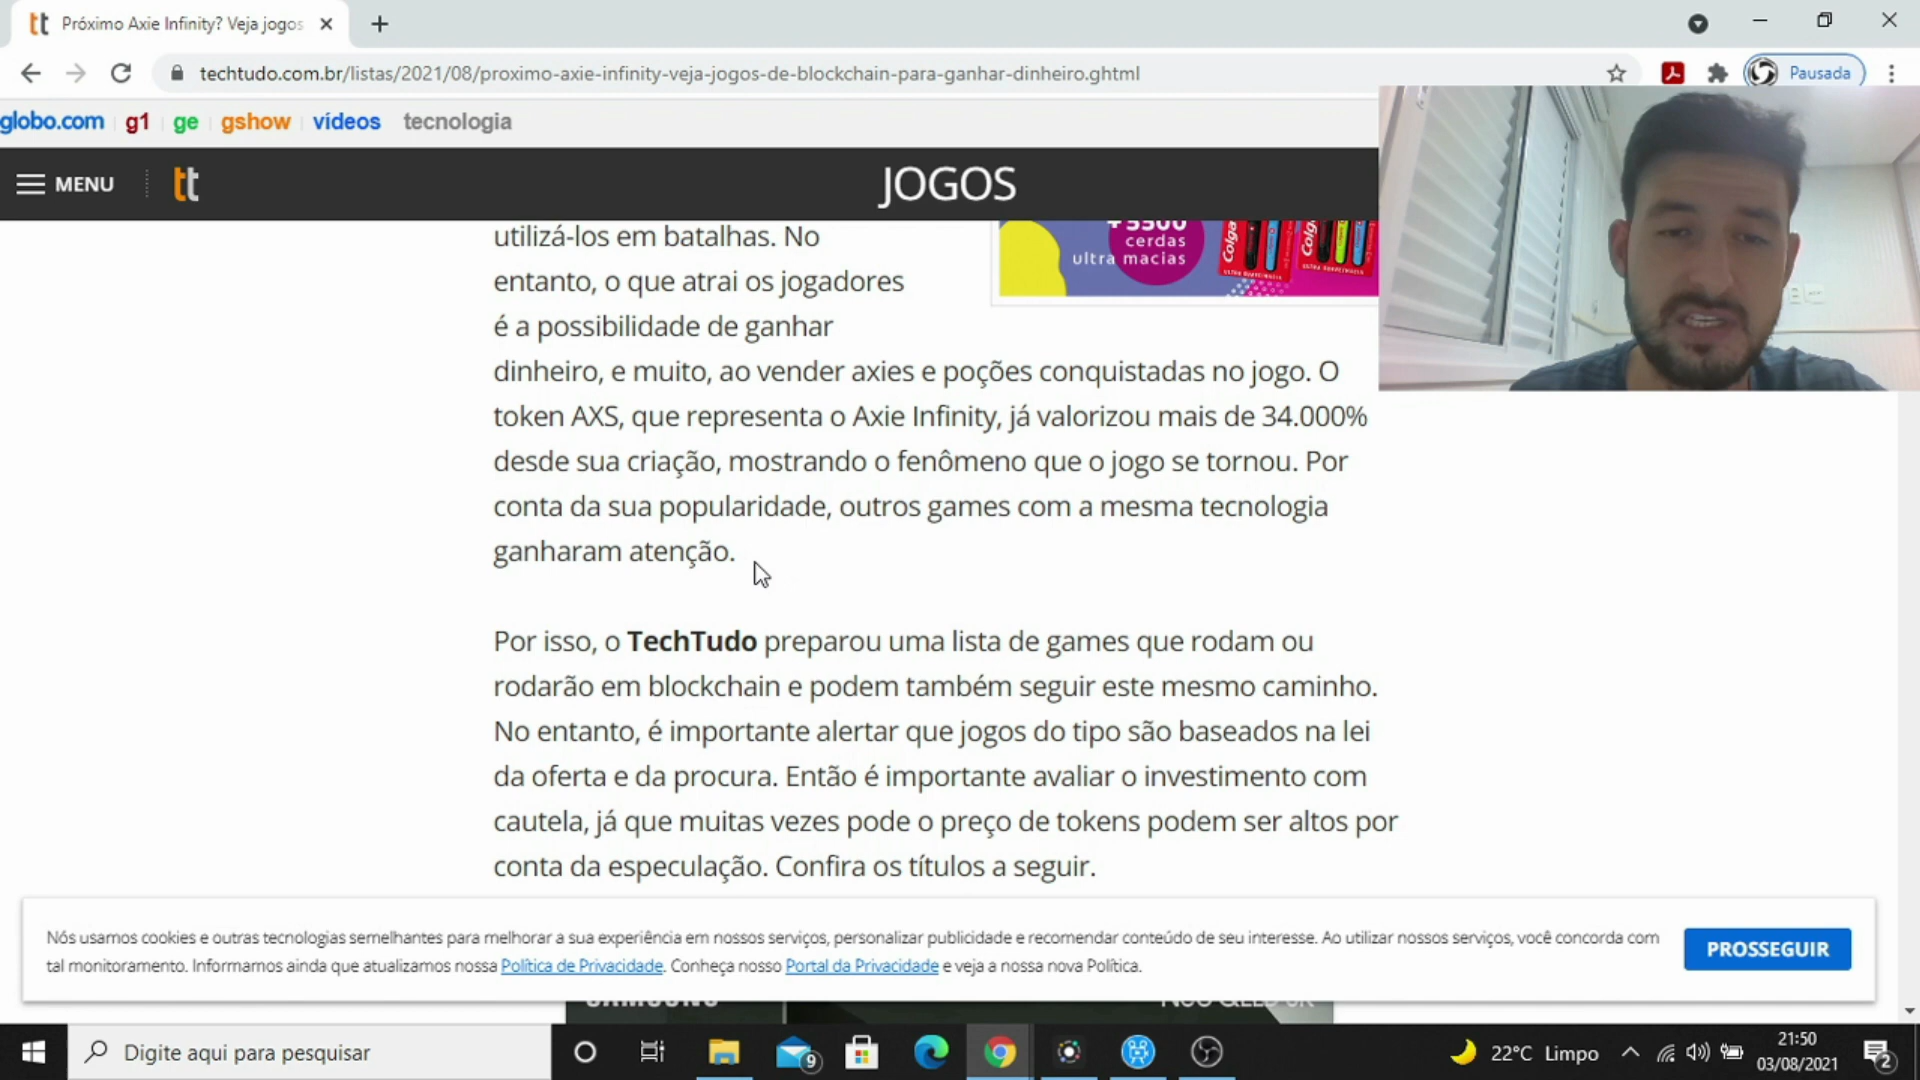 Próximo Axie Infinity? Veja jogos
techtudo.com.br/listas/2021/08/proximo-axie-infinity-veja-jogos-de-blockchain-para-ganhar-dinheiro.ghtml
Pausada
globo.com g1 ge gshow vídeos tecnologia
MENU tt JOGOS
+5500
cerdas
ultra macias
utilizá-los em batalhas. No
entanto, o que atrai os jogadores
é a possibilidade de ganhar
dinheiro, e muito, ao vender axies e poções conquistadas no jogo. O
token AXS, que representa o Axie Infinity, já valorizou mais de 34.000%
desde sua criação, mostrando o fenômeno que o jogo se tornou. Por
conta da sua popularidade, outros games com a mesma tecnologia
ganharam atenção.
Por isso, o TechTudo preparou uma lista de games que rodam ou
rodarão em blockchain e podem também seguir este mesmo caminho.
No entanto, é importante alertar que jogos do tipo são baseados na lei
da oferta e da procura. Então é importante avaliar o investimento com
cautela, já que muitas vezes pode o preço de tokens podem ser altos por
conta da especulação. Confira os títulos a seguir.
Nós usamos cookies e outras tecnologias semelhantes para melhorar a sua experiência em nossos serviços, personalizar publicidade e recomendar conteúdo de seu interesse. Ao utilizar nossos serviços, você concorda com
tal monitoramento. Informamos ainda que atualizamos nossa Política de Privacidade. Conheça nosso Portal da Privacidade e veja a nossa nova Política.
PROSSEGUIR
SAMSUNG
Digite aqui para pesquisar
9
22°C Limpo
21:50
03/08/2021
2